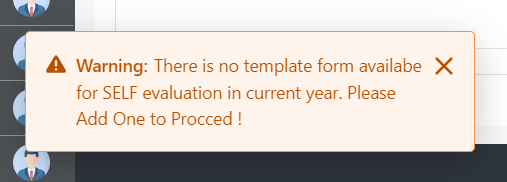 Warning: There is no template form availabe
for SELF evaluation in current year. Please
Add One to Procced !